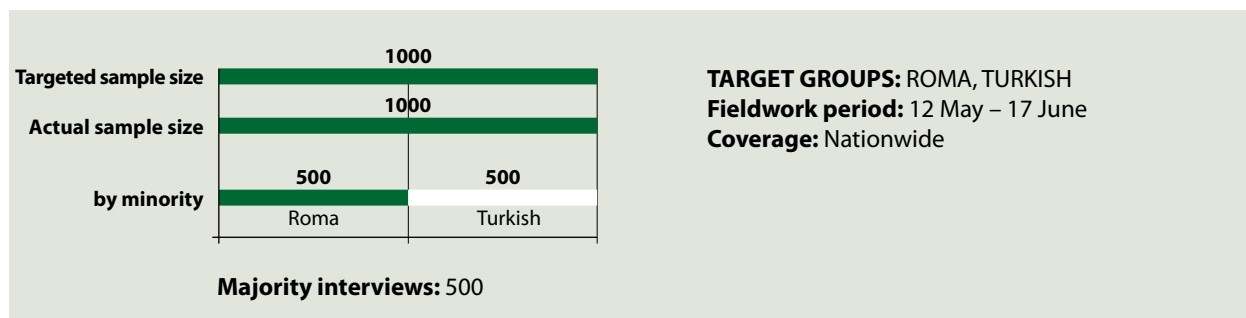 1000
Targeted sample size
1000
Actual sample size
500 500
by minority
Roma Turkish
Majority interviews: 500
TARGET GROUPS: ROMA, TURKISH
Fieldwork period: 12 May – 17 June
Coverage: Nationwide